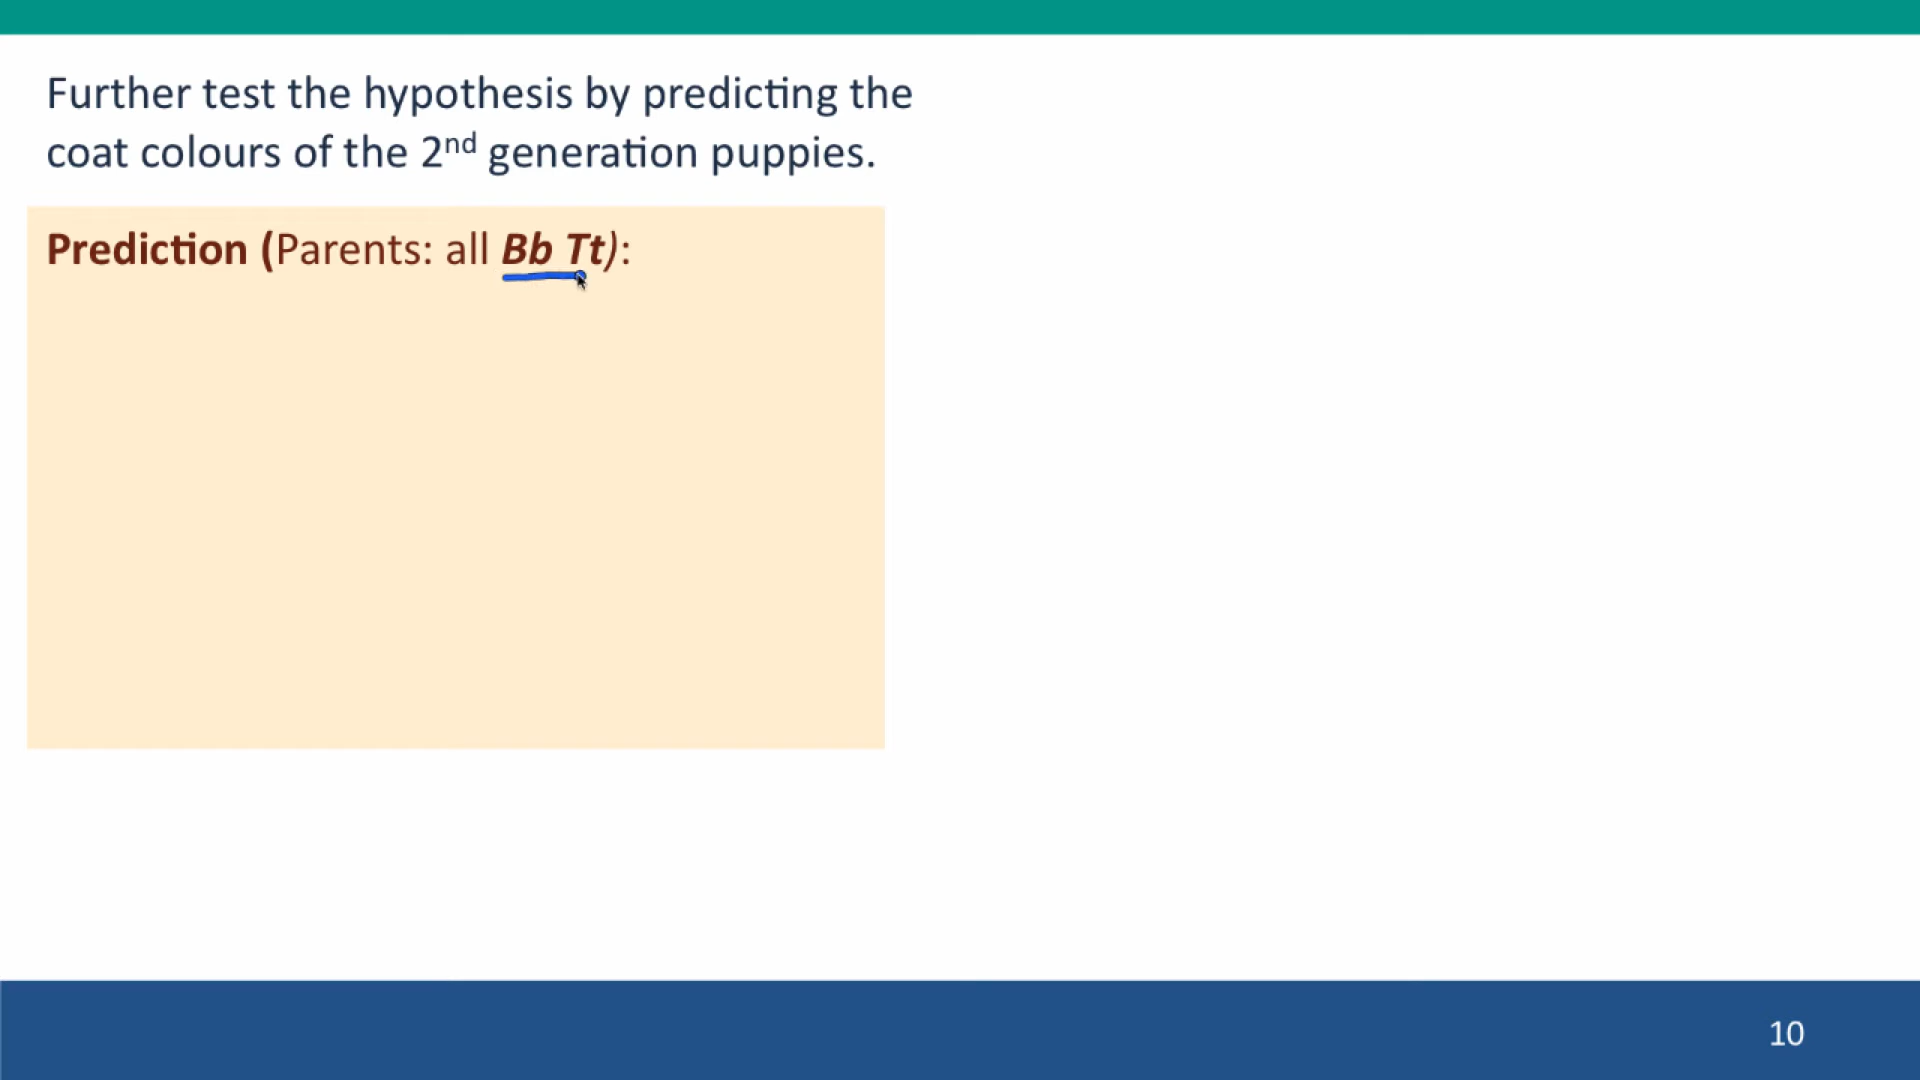 Further test the hypothesis by predicting the
coat colours of the 2nd generation puppies.
Prediction (Parents: all Bb Tt):
10